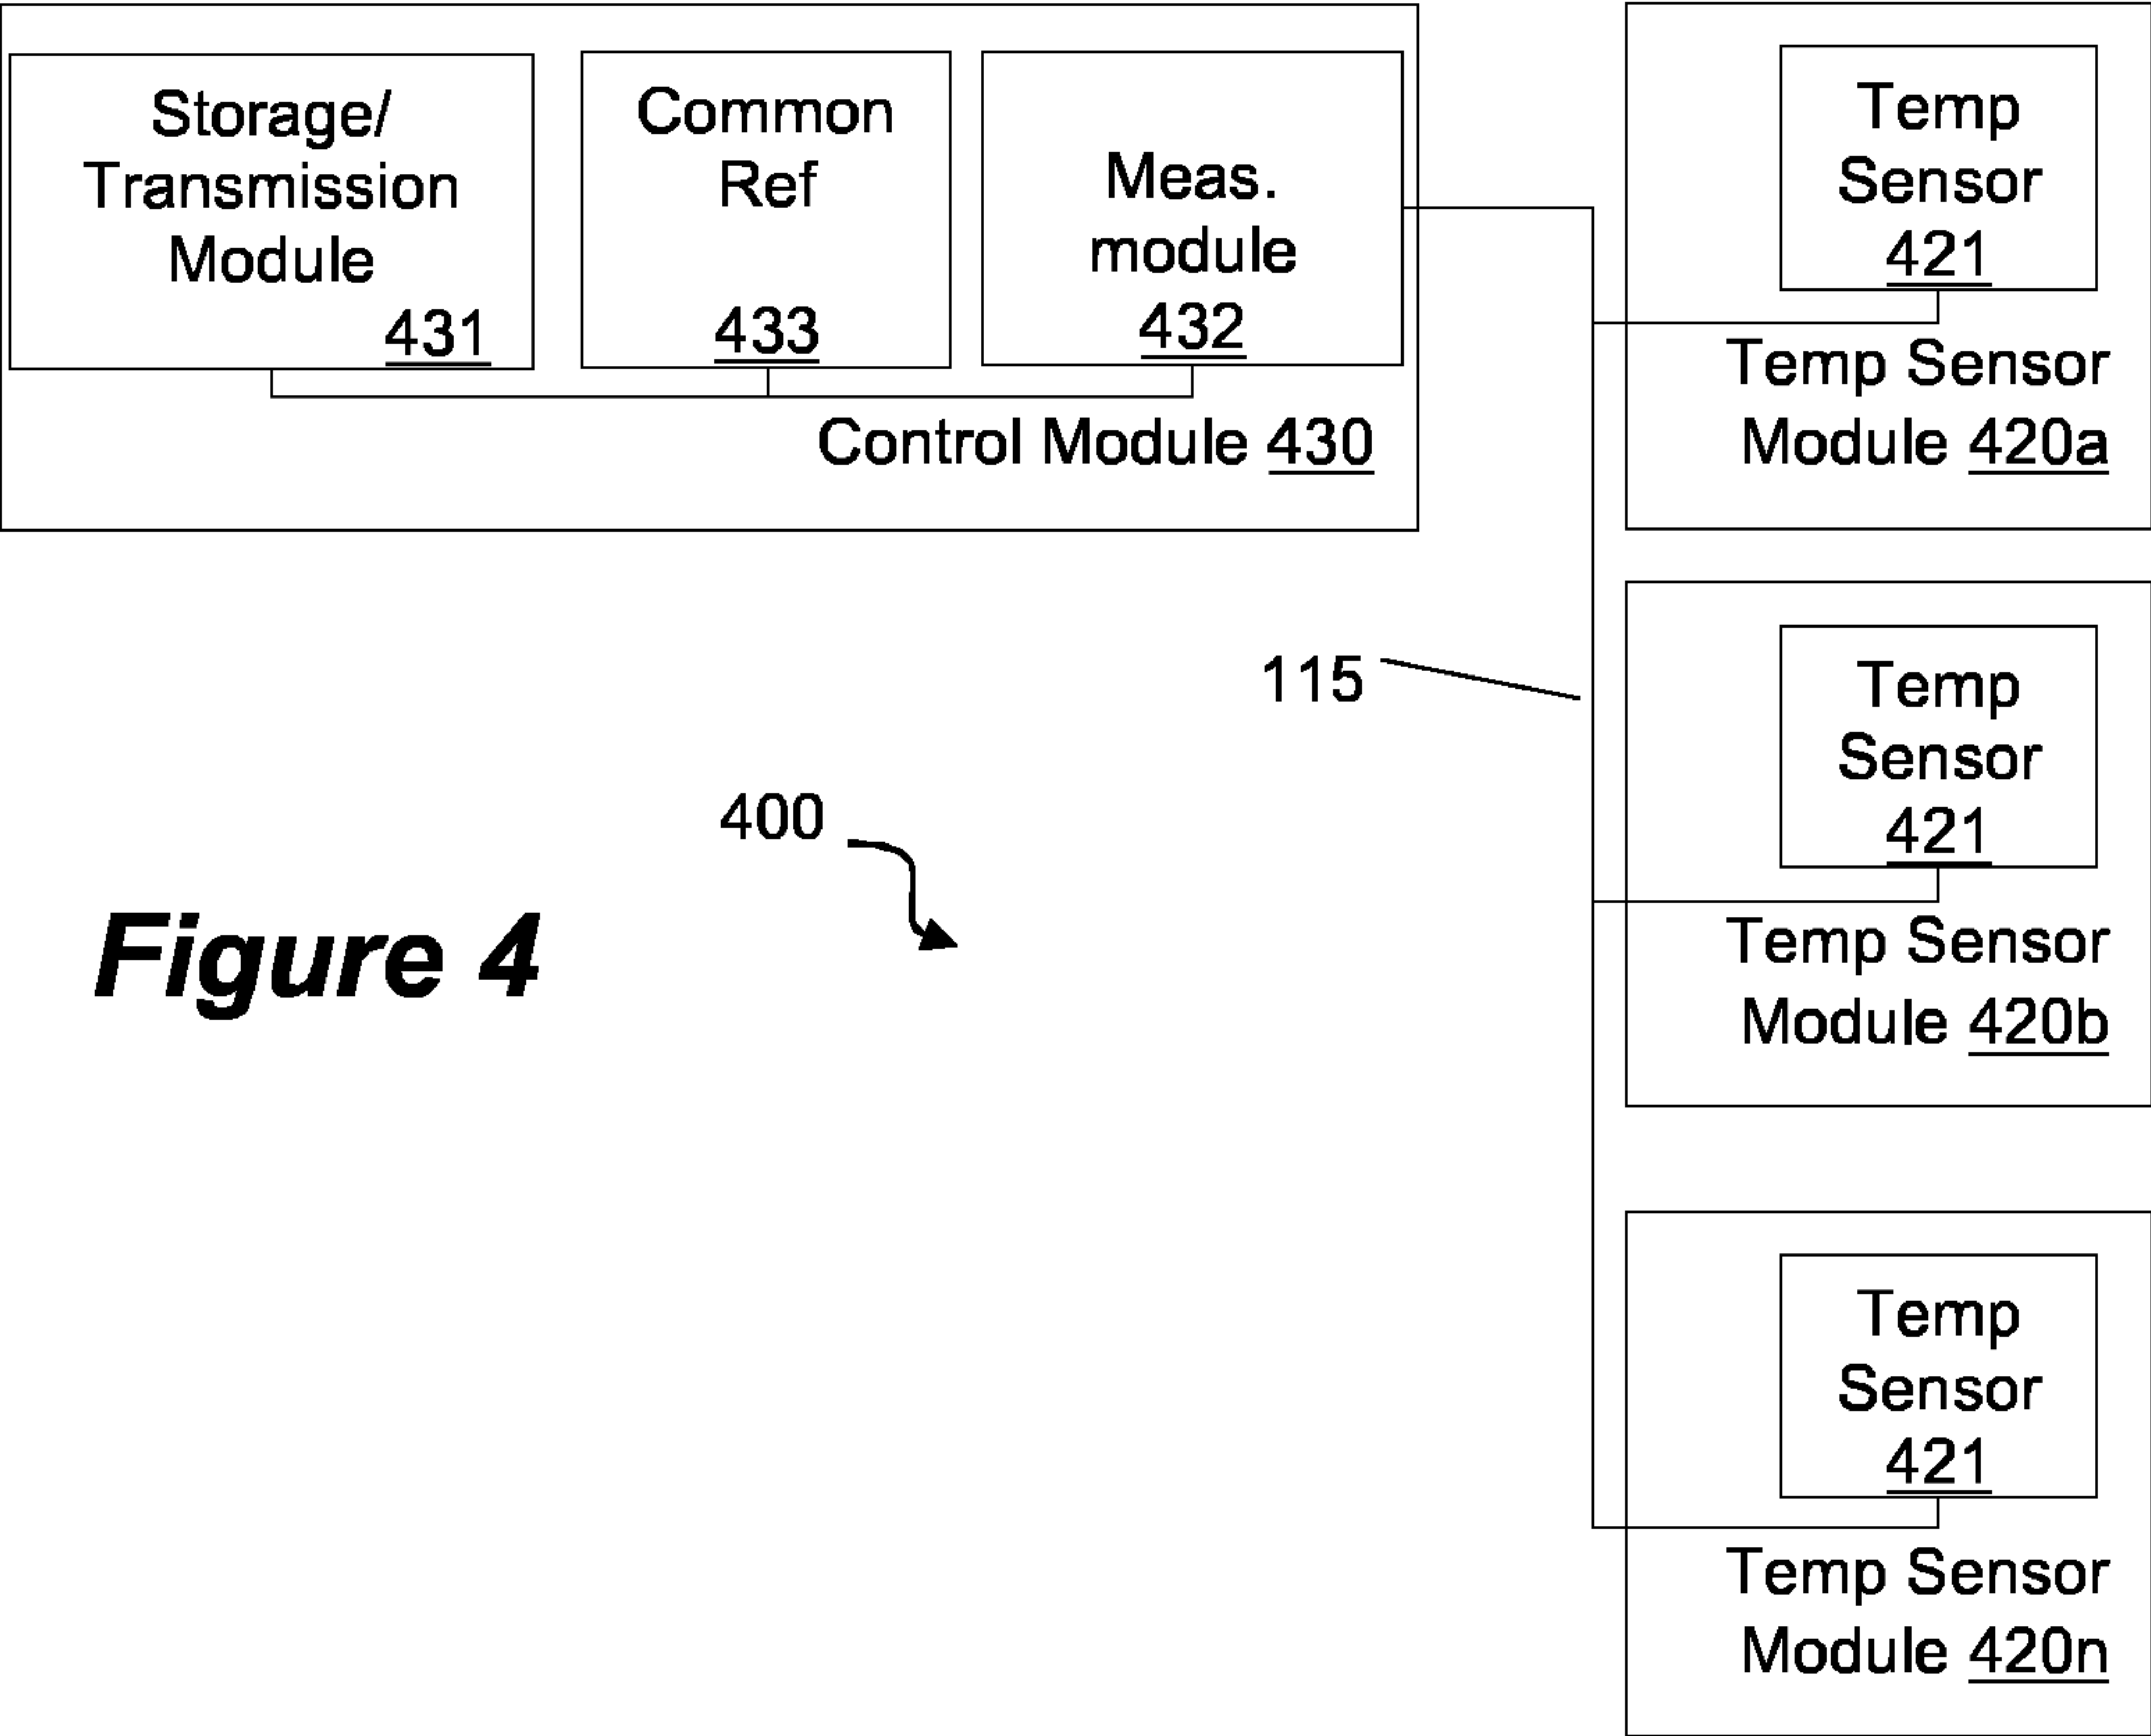 Storage/
Transmission
Module
431
Common
Ref
433
Meas.
module
432
Control Module 430
Temp
Sensor
421
Temp Sensor
Module 420a
115
Temp
Sensor
421
Temp Sensor
Module 420b
400
Figure 4
Temp
Sensor
421
Temp Sensor
Module 420n